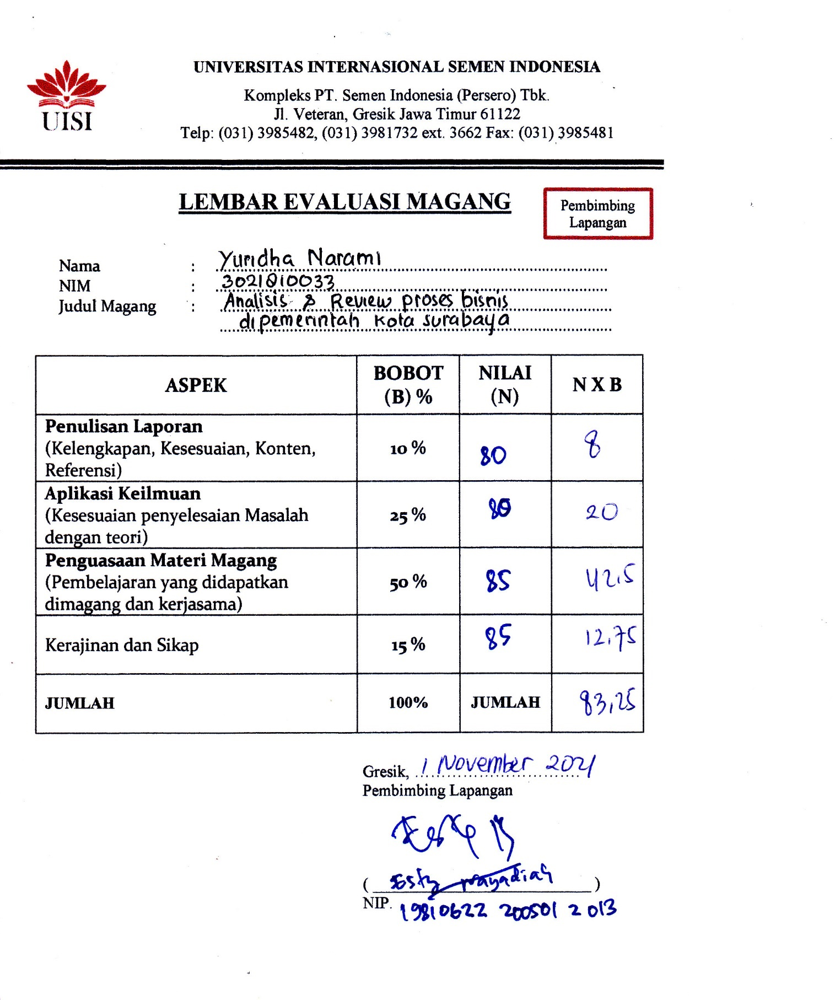 UNIVERSITAS INTERNASIONAL SEMEN INDONESIA
Kompleks PT. Semen Indonesia (Persero) Tbk.
Jl. Veteran, Gresik Jawa Timur 61122
Telp: (031) 3985482, (031) 3981732 ext. 3662 Fax: (031) 3985481
UISI
LEMBAR EVALUASI MAGANG
Pembimbing
Lapangan
Nama : Yuridha Narami
NIM : 3021810033
Judul Magang : Analisis & Review proses bisnis
di pemerintah Kota Surabaya
ASPEK BOBOT (B) % NILAI (N) N X B
Penulisan Laporan
(Kelengkapan, Kesesuaian, Konten,
Referensi)
10 % 80 8
Aplikasi Keilmuan
(Kesesuaian penyelesaian Masalah
dengan teori)
25 % 80 20
Penguasaan Materi Magang
(Pembelajaran yang didapatkan
dimagang dan kerjasama)
50 % 85 42.5
Kerajinan dan Sikap 15 % 85 12,75
JUMLAH 100% JUMLAH 83,25
Gresik, 1 November 2021
Pembimbing Lapangan
( Esty )
NIP. 19810622 200501 2 013